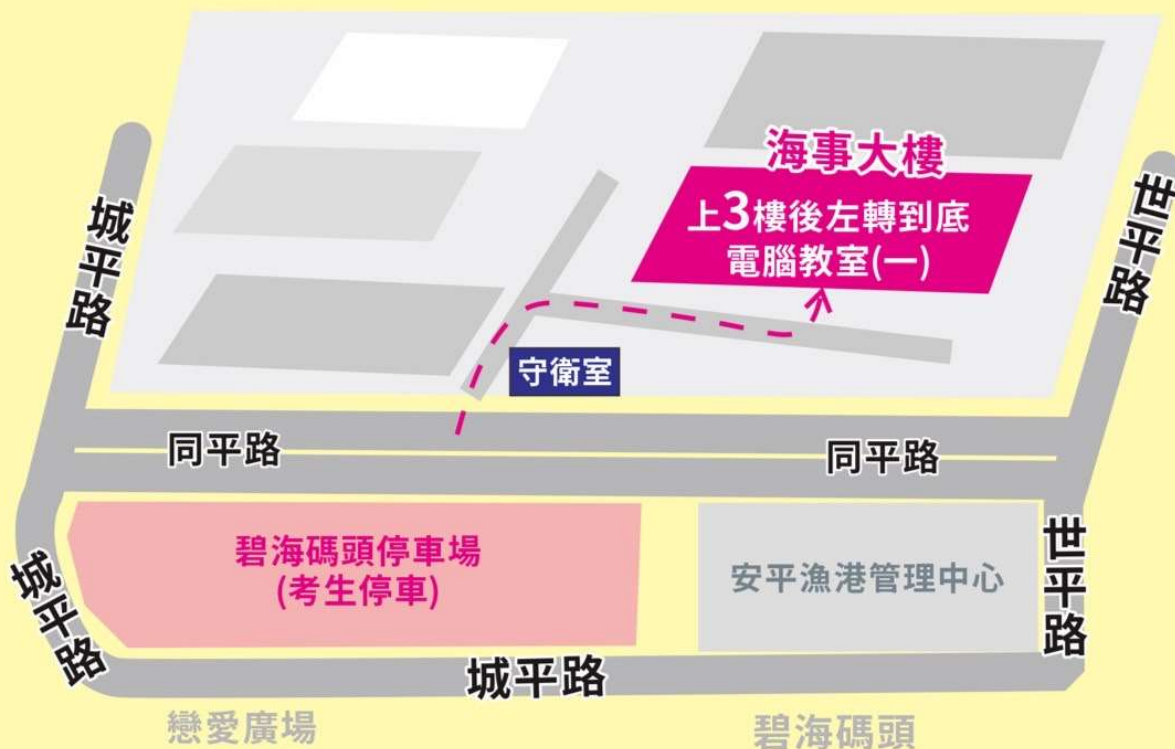 海事大樓
上3樓後左轉到底
電腦教室(一)
城平路
世平路
守衛室
同平路
同平路
碧海碼頭停車場
(考生停車)
安平漁港管理中心
城平路
世平路
城平路
戀愛廣場
碧海碼頭